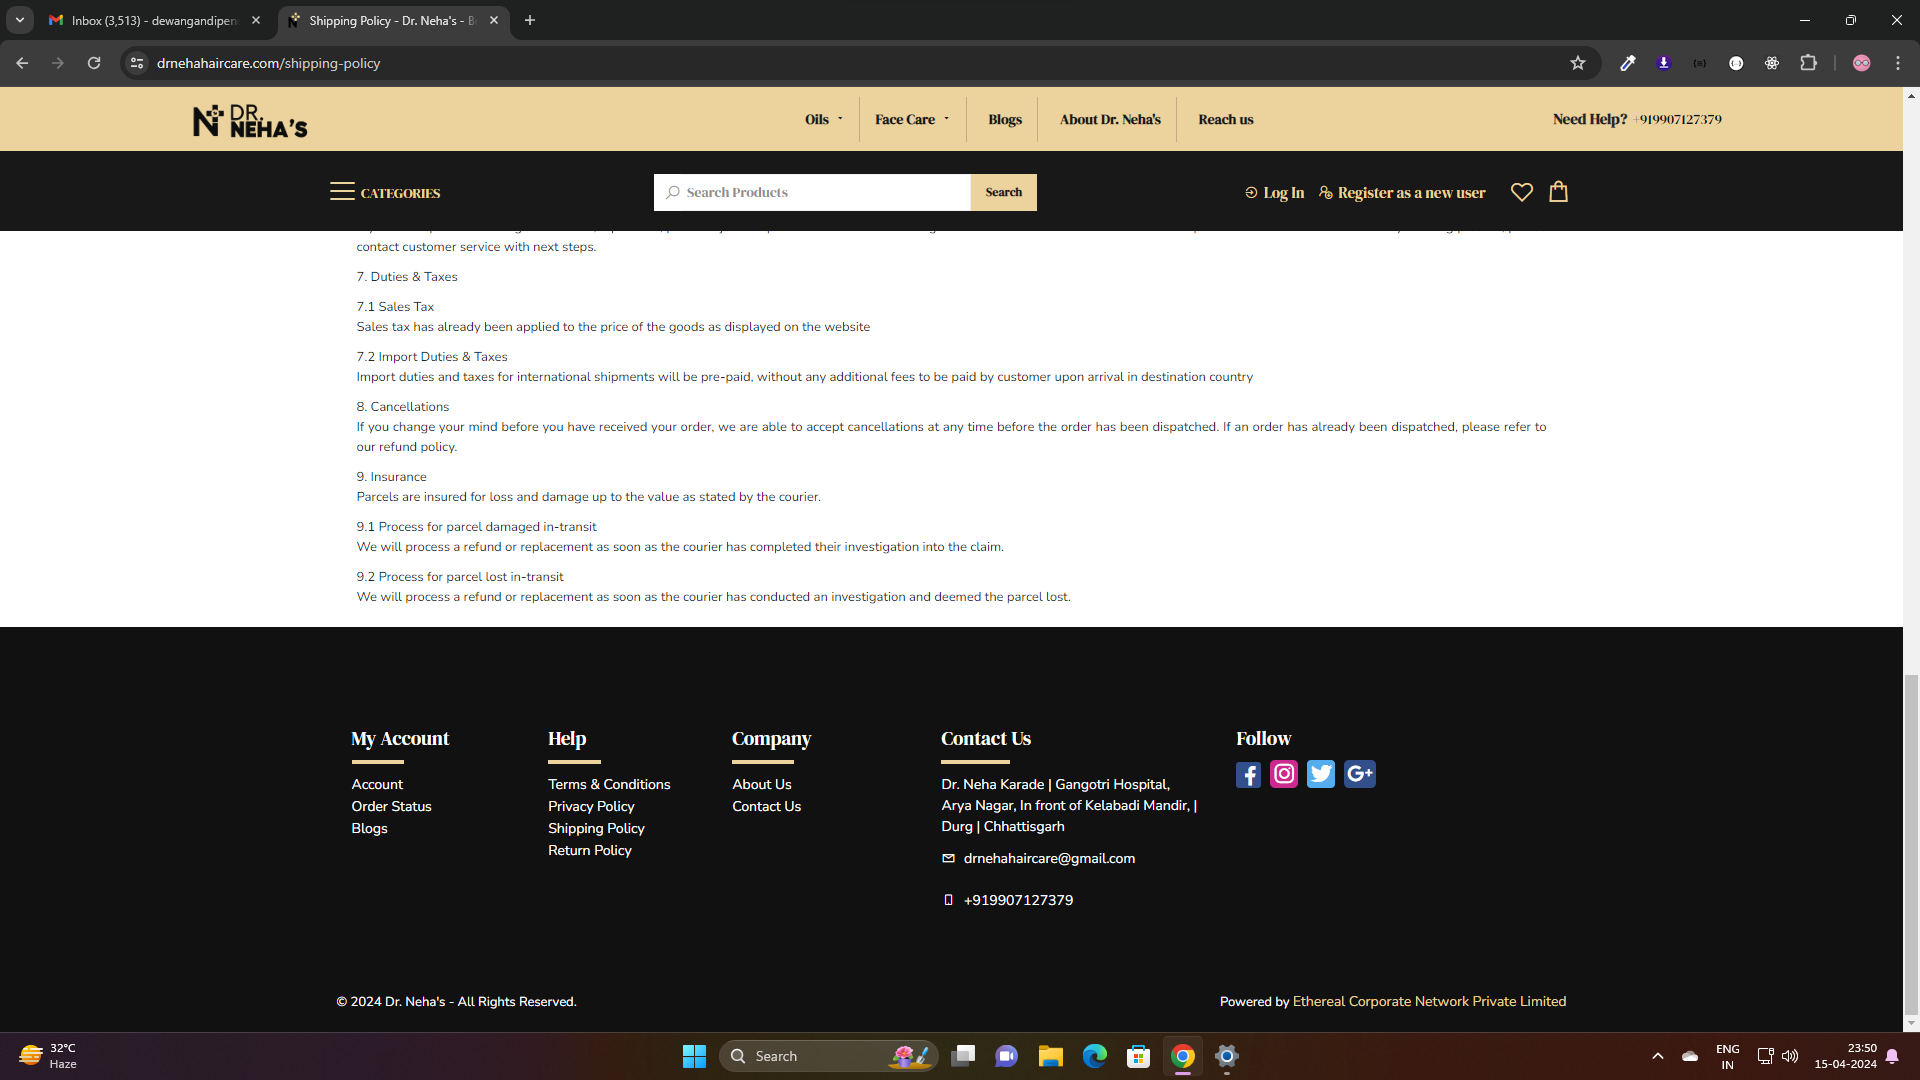 Inbox (3,513) - dewangandipen
Shipping Policy - Dr. Neha's - B
drnehahaircare.com/shipping-policy
DR.
NEHA'S
Oils
Face Care
Blogs
About Dr. Neha's
Reach us
Need Help? +919907127379
CATEGORIES
Search Products
Search
Log In
Register as a new user
contact customer service with next steps.
7. Duties & Taxes
7.1 Sales Tax
Sales tax has already been applied to the price of the goods as displayed on the website
7.2 Import Duties & Taxes
Import duties and taxes for international shipments will be pre-paid, without any additional fees to be paid by customer upon arrival in destination country
8. Cancellations
If you change your mind before you have received your order, we are able to accept cancellations at any time before the order has been dispatched. If an order has already been dispatched, please refer to
our refund policy.
9. Insurance
Parcels are insured for loss and damage up to the value as stated by the courier.
9.1 Process for parcel damaged in-transit
We will process a refund or replacement as soon as the courier has completed their investigation into the claim.
9.2 Process for parcel lost in-transit
We will process a refund or replacement as soon as the courier has conducted an investigation and deemed the parcel lost.
My Account
Account
Order Status
Blogs
Help
Terms & Conditions
Privacy Policy
Shipping Policy
Return Policy
Company
About Us
Contact Us
Contact Us
Dr. Neha Karade | Gangotri Hospital,
Arya Nagar, In front of Kelabadi Mandir, |
Durg | Chhattisgarh
drnehahaircare@gmail.com
+919907127379
Follow
© 2024 Dr. Neha's - All Rights Reserved.
Powered by Ethereal Corporate Network Private Limited
32°C
Haze
Search
ENG
IN
23:50
15-04-2024